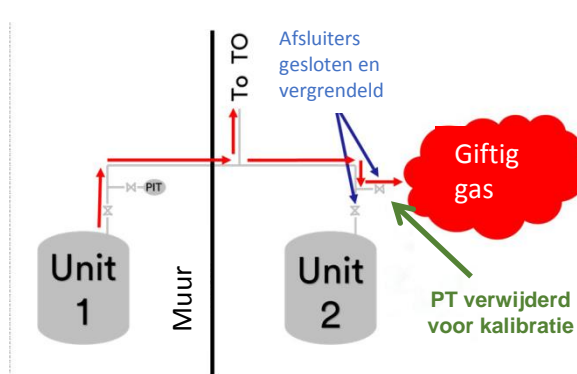 To TO
Afsluiters
gesloten en
vergrendeld
Giftig
gas
PIT
Unit
1
Muur
Unit
2
PT verwijderd
voor kalibratie